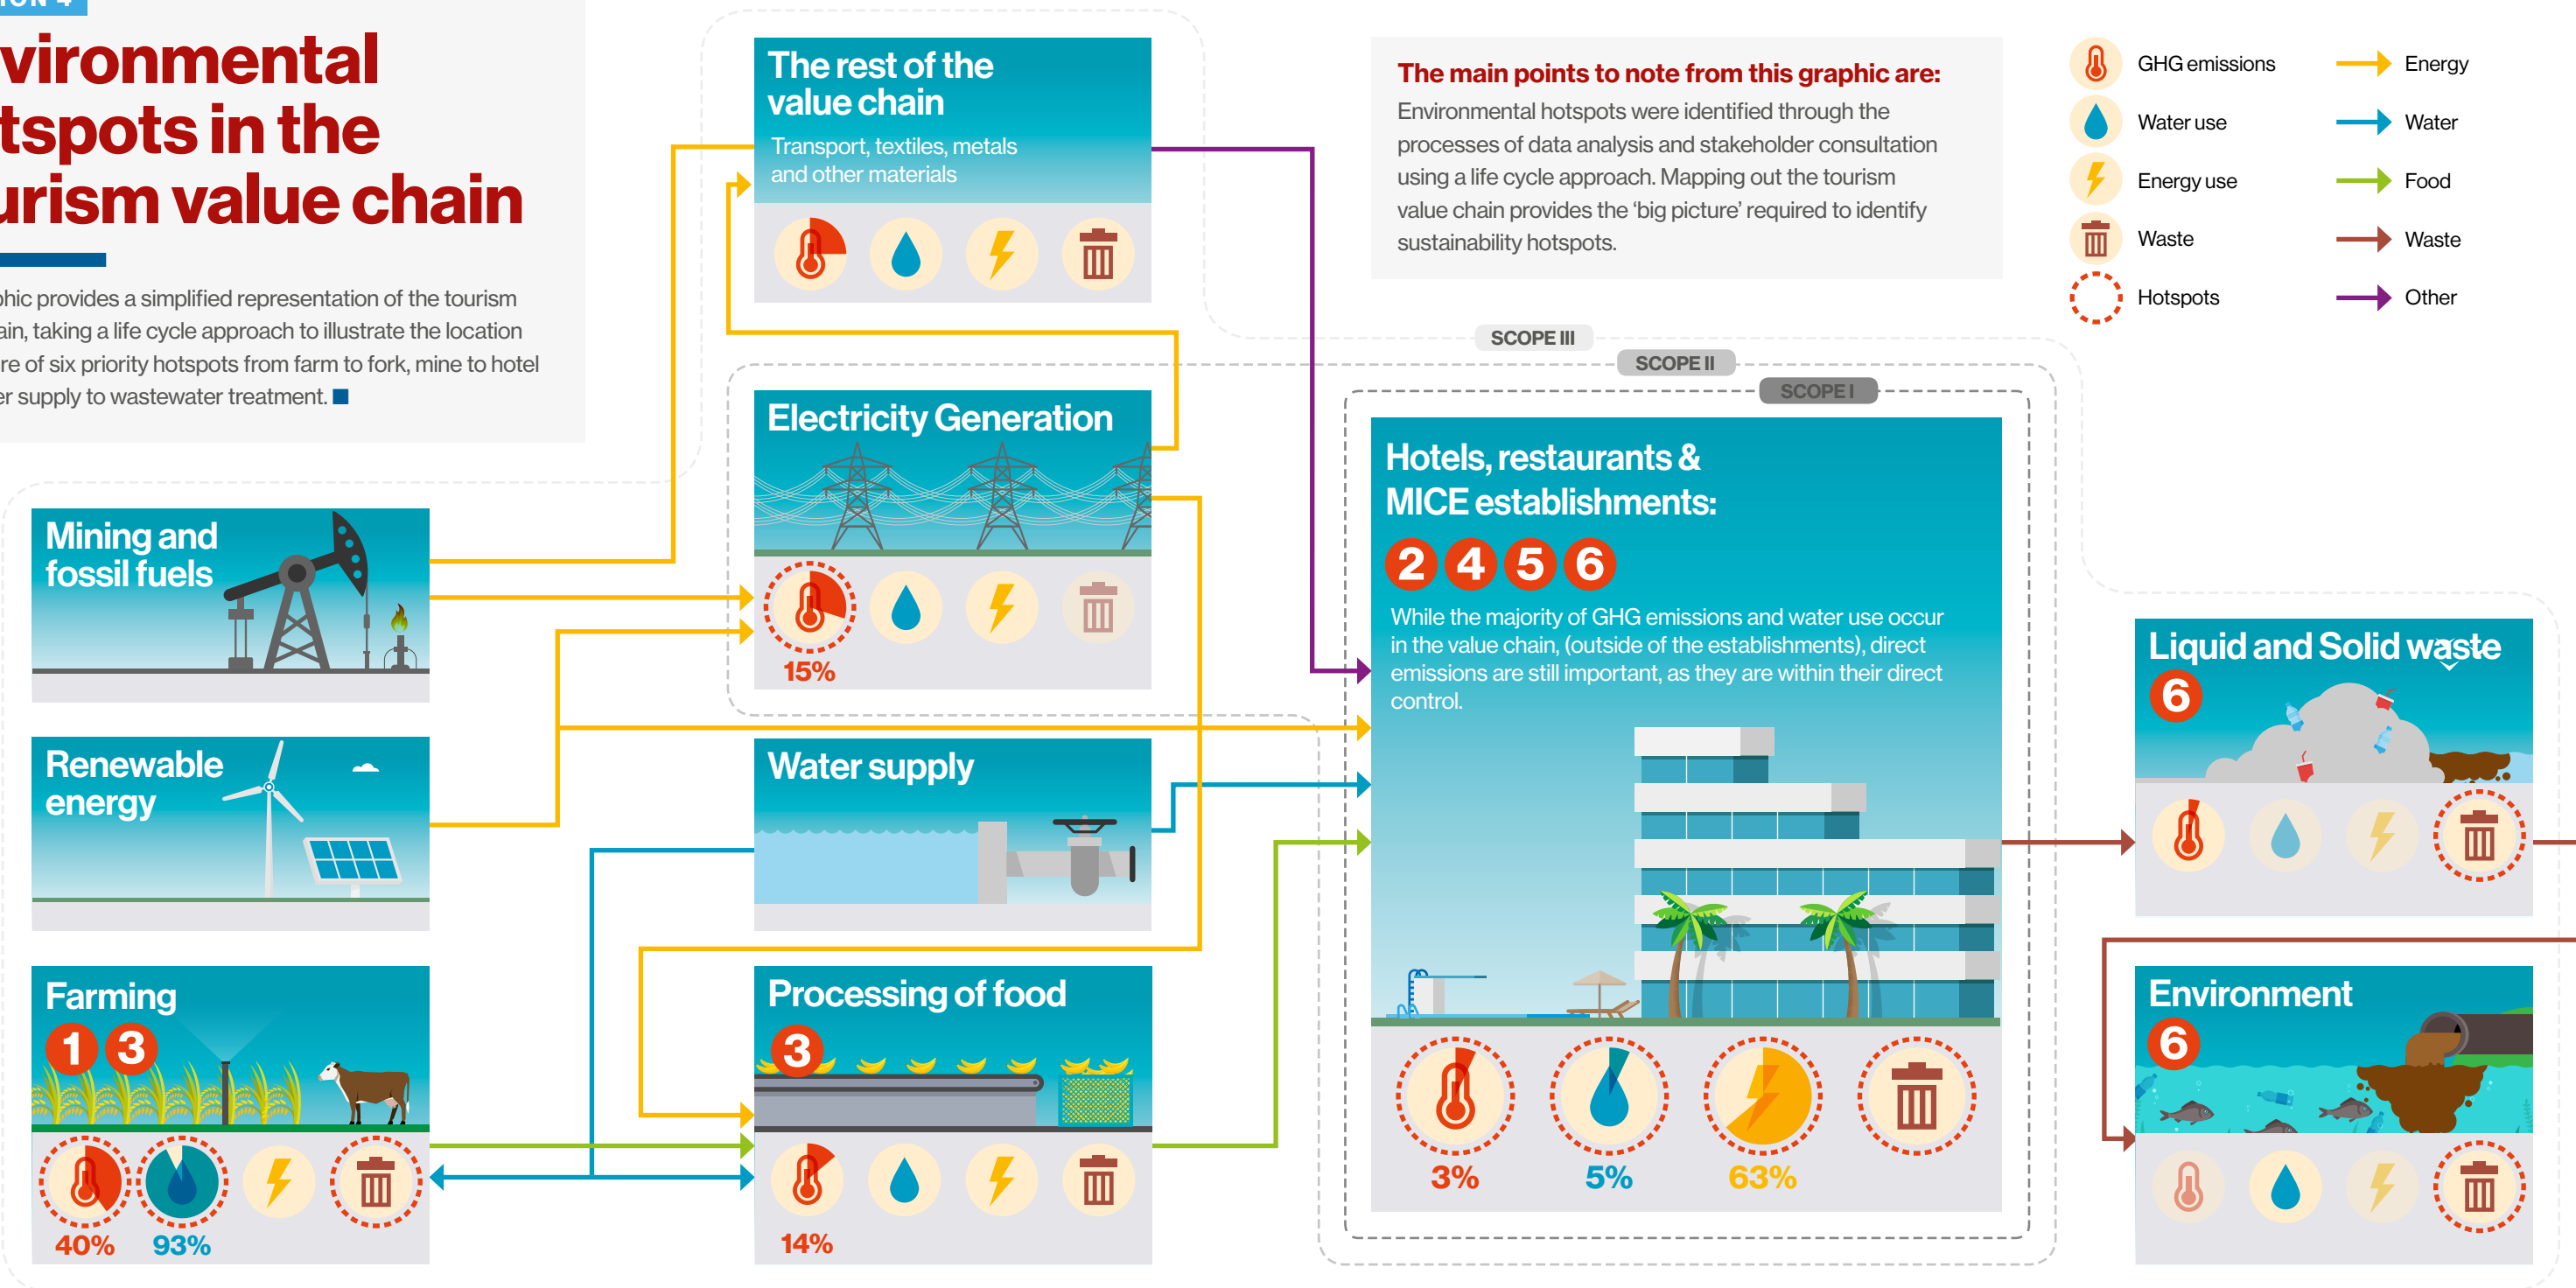 ION 4
vironmental
tspots in the
urism value chain
phic provides a simplified representation of the tourism
ain, taking a life cycle approach to illustrate the location
re of six priority hotspots from farm to fork, mine to hotel
er supply to wastewater treatment.
The rest of the
value chain
Transport, textiles, metals
and other materials
The main points to note from this graphic are:
Environmental hotspots were identified through the
processes of data analysis and stakeholder consultation
using a life cycle approach. Mapping out the tourism
value chain provides the ‘big picture’ required to identify
sustainability hotspots.
GHG emissions
Water use
Energy use
Waste
Hotspots
Energy
Water
Food
Waste
Other
SCOPE III
SCOPE II
SCOPE I
Mining and
fossil fuels
Renewable
energy
Farming
1 3
40% 93%
Electricity Generation
15%
Water supply
Processing of food
3
14%
Hotels, restaurants &
MICE establishments:
2 4 5 6
While the majority of GHG emissions and water use occur
in the value chain, (outside of the establishments), direct
emissions are still important, as they are within their direct
control.
3% 5% 63%
Liquid and Solid waste
6
Environment
6